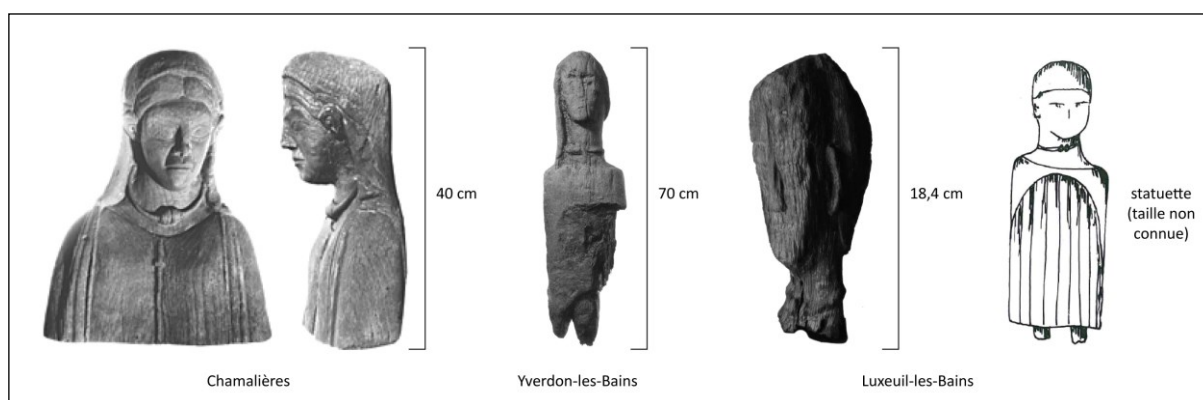 40 cm
70 cm
18,4 cm
statuette
(taille non
connue)
Chamalières
Yverdon-les-Bains
Luxeuil-les-Bains